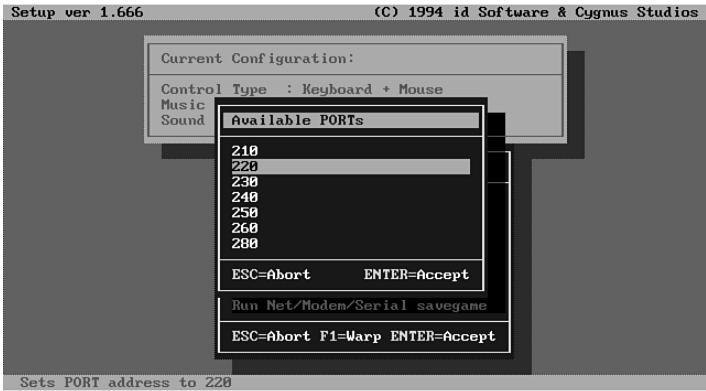 Setup ver 1.666 (C) 1994 id Software & Cygnus Studios
Current Configuration:
Control Type : Keyboard + Mouse
Music
Sound
Available PORTs
210
220
230
240
250
260
280
ESC=Abort ENTER=Accept
Run Net/Modem/Serial savegame
ESC=Abort F1=Warp ENTER=Accept
Sets PORT address to 220